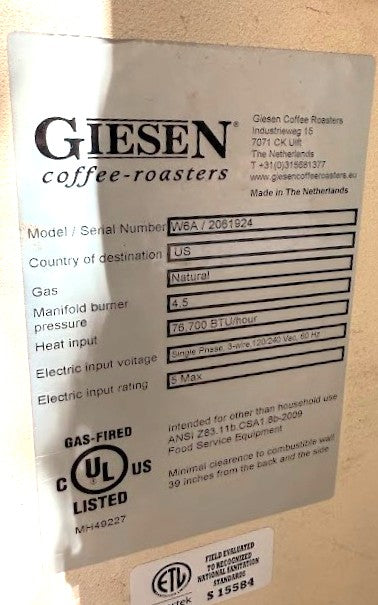 GIESEN®
coffee-roasters
Giesen Coffee Roasters
Industrieweg 15
7071 CK Ulft
The Netherlands
T +31(0)315681377
www.giesencoffeeroasters.eu
Made in The Netherlands
Model / Serial Number W6A / 2061924
Country of destination US
Gas Natural
Manifold burner pressure 4.5
Heat input 76,700 BTU/hour
Electric input voltage Single Phase, 3-wire,120/240 Vac, 60 Hz
Electric input rating 5 Max
GAS-FIRED
C UL US
LISTED
MH49227
Intended for other than household use
ANSI Z83.11b.CSA1.8b-2009
Food Service Equipment
Minimal clearence to combustible wall
39 inches from the back and the side
ETL
FIELD EVALUATED
TO RECOGNIZED
NATIONAL SANITATION
STANDARDS
S 15584